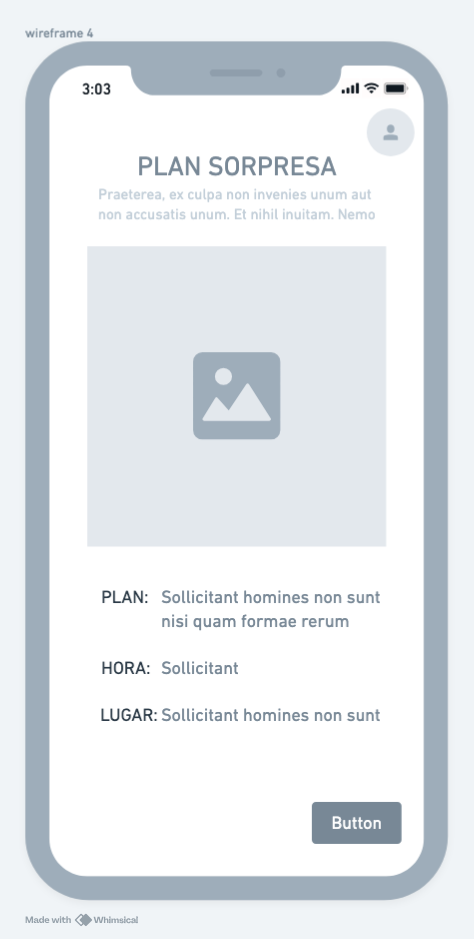 wireframe 4
3:03
PLAN SORPRESA
Praeterea, ex culpa non invenies unum aut
non accusatis unum. Et nihil inuitam. Nemo
PLAN: Sollicitant homines non sunt
nisi quam formae rerum
HORA: Sollicitant
LUGAR: Sollicitant homines non sunt
Button
Made with Whimsical